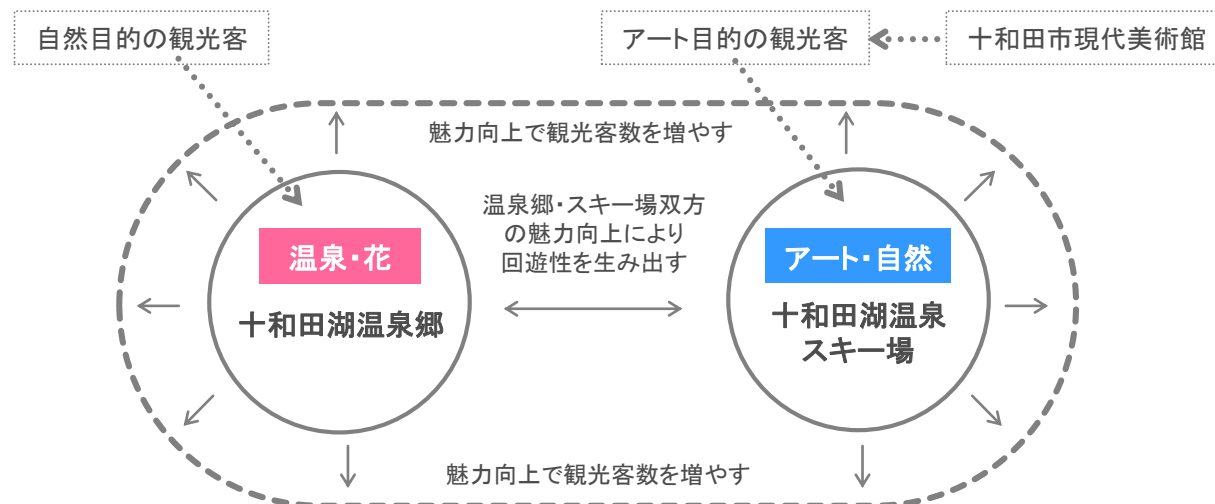 自然目的の観光客
アート目的の観光客
十和田市現代美術館
魅力向上で観光客数を増やす
温泉郷・スキー場双方
の魅力向上により
回遊性を生み出す
温泉・花
十和田湖温泉郷
アート・自然
十和田湖温泉
スキー場
魅力向上で観光客数を増やす